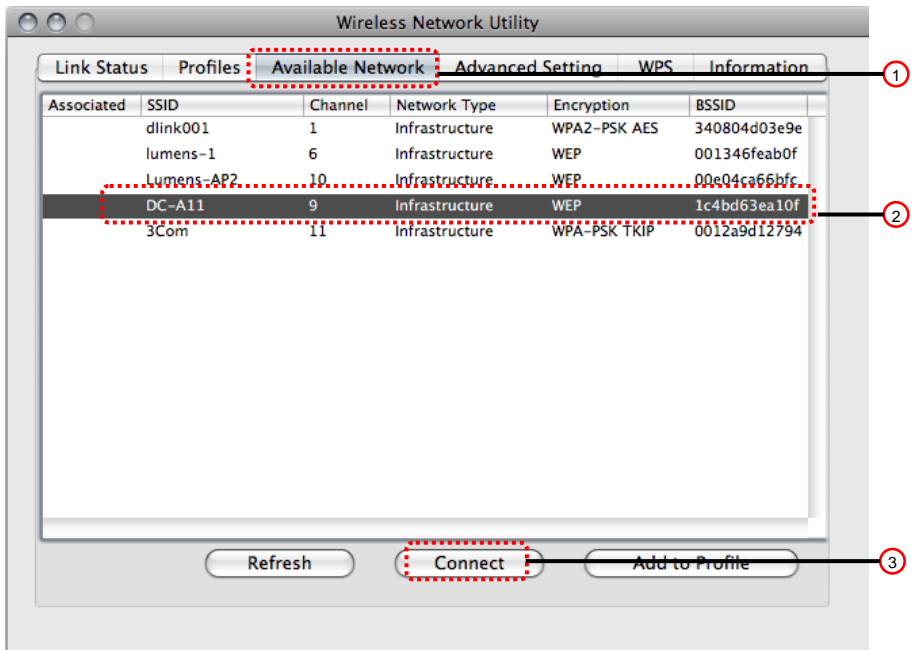 Wireless Network Utility
Link Status Profiles Available Network Advanced Setting WPS Information
1
Associated SSID Channel Network Type Encryption BSSID
dlink001 1 Infrastructure WPA2-PSK AES 340804d03e9e
lumens-1 6 Infrastructure WEP 001346feab0f
Lumens-AP2 10 Infrastructure WEP 00e04ca66bfc
DC-A11 9 Infrastructure WEP 1c4bd63ea10f
2
3Com 11 Infrastructure WPA-PSK TKIP 0012a9d12794
Refresh Connect Add to Profile
3